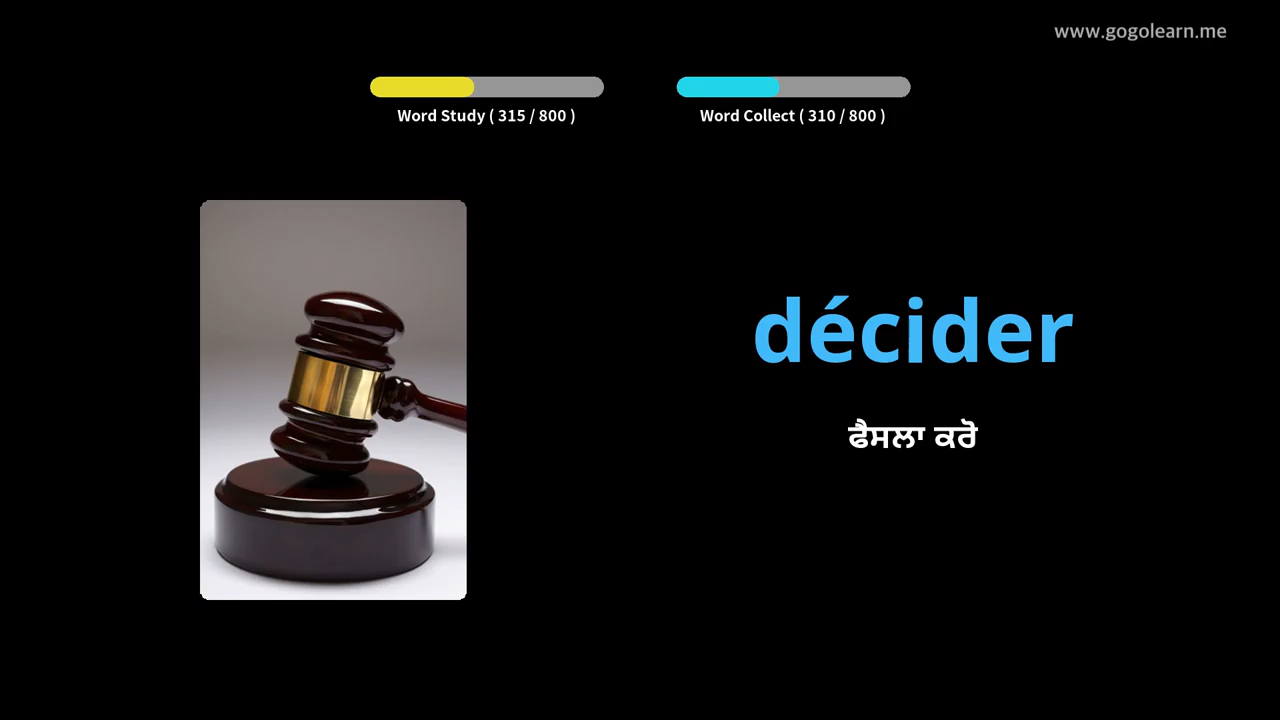 www.gogolearn.me
Word Study ( 315 / 800 )
Word Collect ( 310 / 800 )
décider
ਫੈਸਲਾ ਕਰੋ